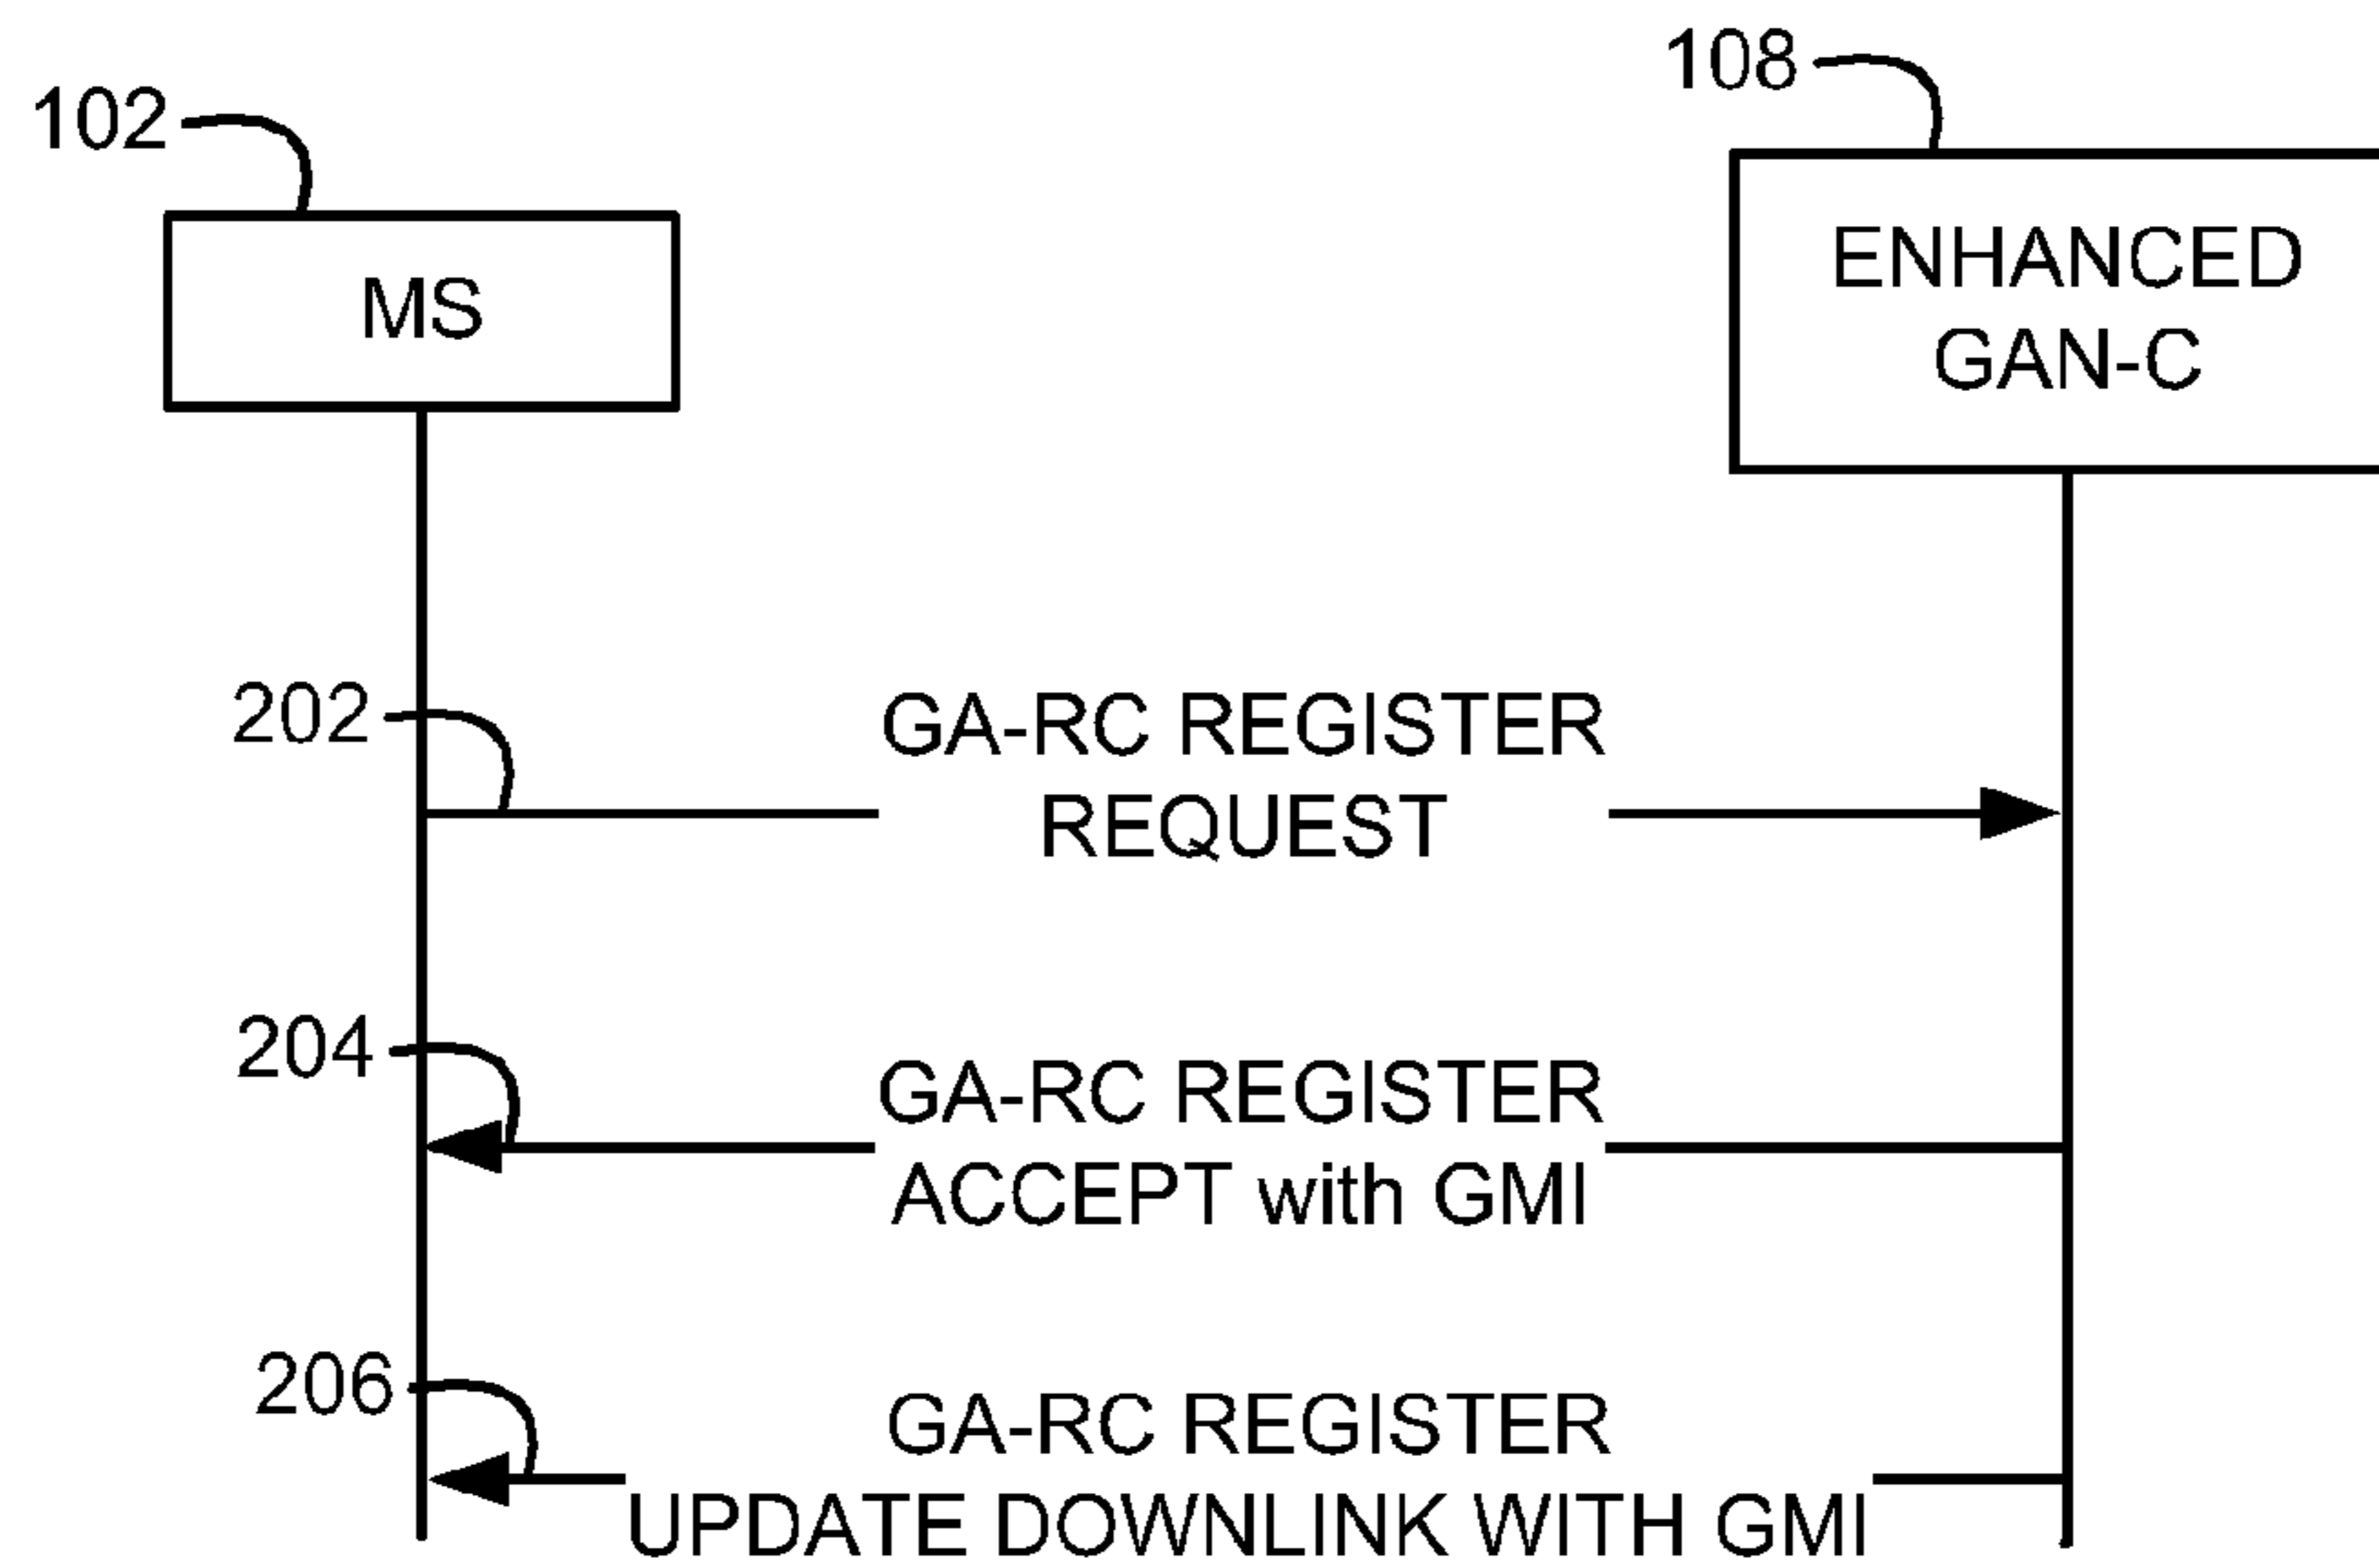 108
102
ENHANCED
GAN-C
MS
202
GA-RC REGISTER
REQUEST
204
GA-RC REGISTER
ACCEPT with GMI
206
GA-RC REGISTER
UPDATE DOWNLINK WITH GMI